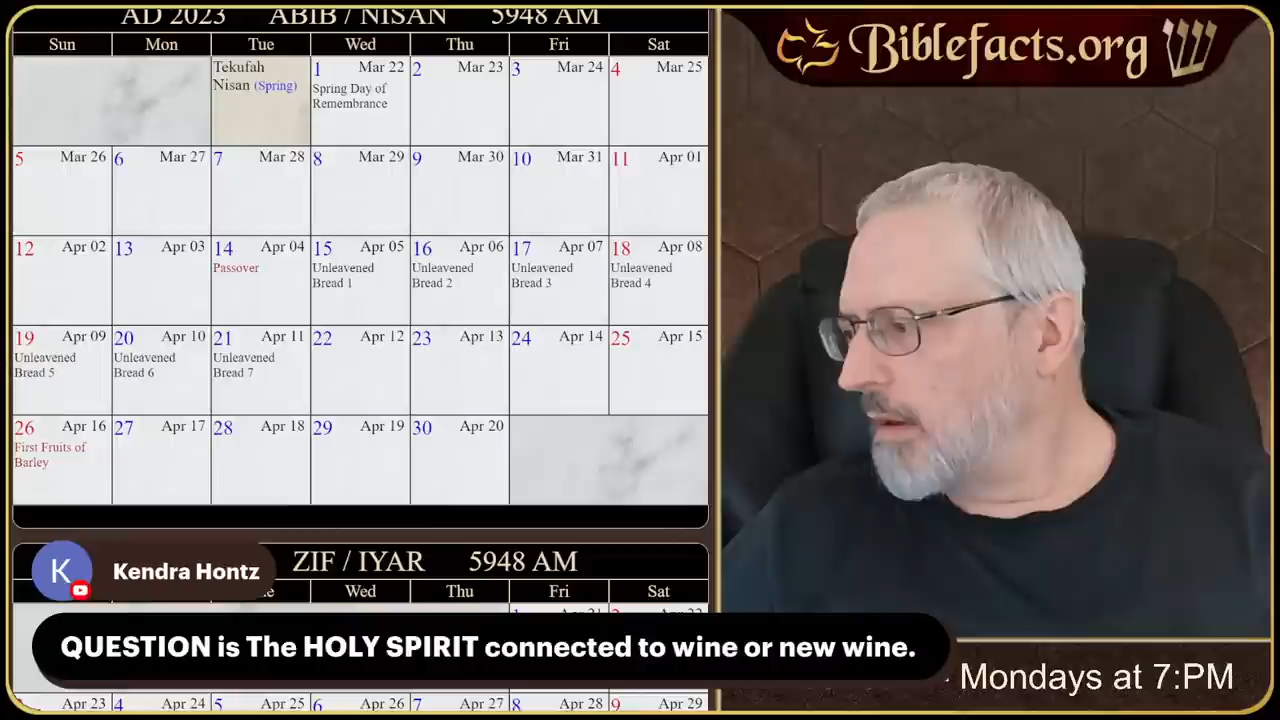 AD 2023 ABIB / NISAN 5948 AM
Sun Mon Tue Wed Thu Fri Sat
Tekufah
Nisan (Spring)
1 Mar 22
Spring Day of
Remembrance
2 Mar 23
3 Mar 24
4 Mar 25
5 Mar 26
6 Mar 27
7 Mar 28
8 Mar 29
9 Mar 30
10 Mar 31
11 Apr 01
12 Apr 02
13 Apr 03
14 Apr 04
Passover
15 Apr 05
Unleavened
Bread 1
16 Apr 06
Unleavened
Bread 2
17 Apr 07
Unleavened
Bread 3
18 Apr 08
Unleavened
Bread 4
19 Apr 09
Unleavened
Bread 5
20 Apr 10
Unleavened
Bread 6
21 Apr 11
Unleavened
Bread 7
22 Apr 12
23 Apr 13
24 Apr 14
25 Apr 15
26 Apr 16
First Fruits of
Barley
27 Apr 17
28 Apr 18
29 Apr 19
30 Apr 20
ZIF / IYAR 5948 AM
Wed Thu Fri Sat
K Kendra Hontz
QUESTION is The HOLY SPIRIT connected to wine or new wine.
Apr 23
4 Apr 24
5 Apr 25
6 Apr 26
7 Apr 27
8 Apr 28
9 Apr 29
Biblefacts.org
Mondays at 7:PM